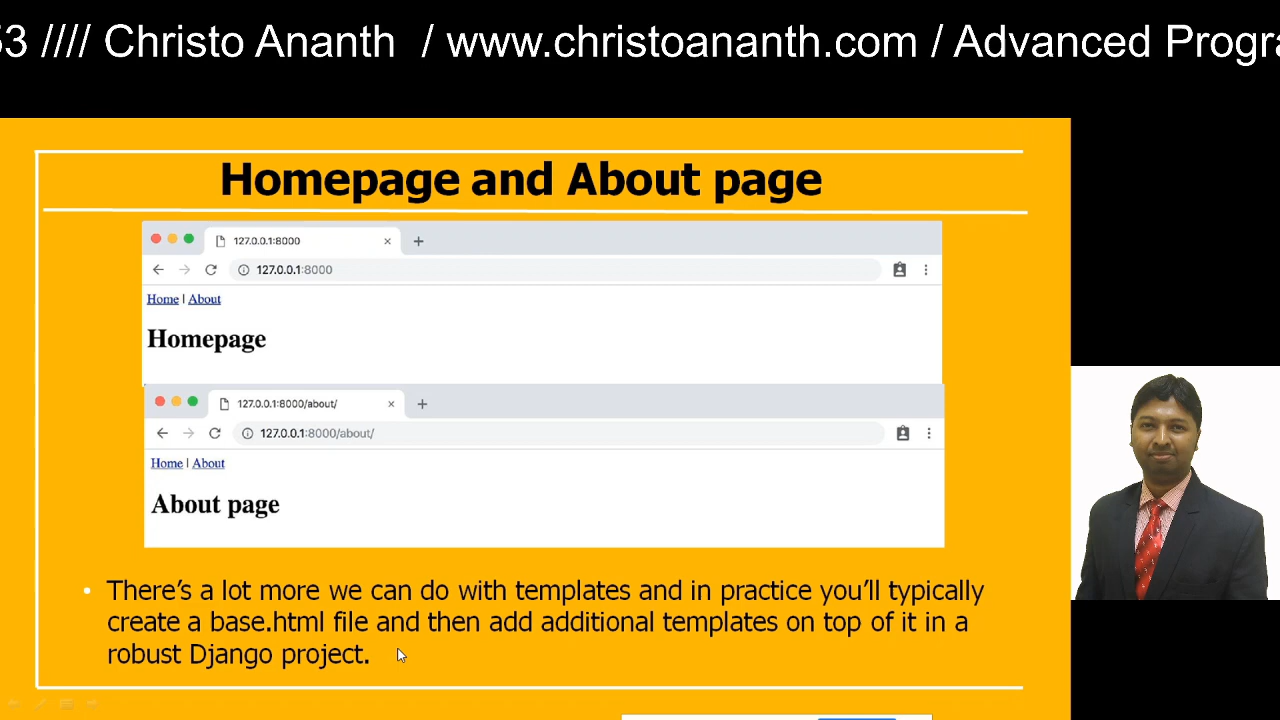 53 //// Christo Ananth / www.christoananth.com / Advanced Progra
Homepage and About page
127.0.0.1:8000
127.0.0.1:8000
Home | About
Homepage
127.0.0.1:8000/about/
127.0.0.1:8000/about/
Home | About
About page
• There’s a lot more we can do with templates and in practice you’ll typically
create a base.html file and then add additional templates on top of it in a
robust Django project.